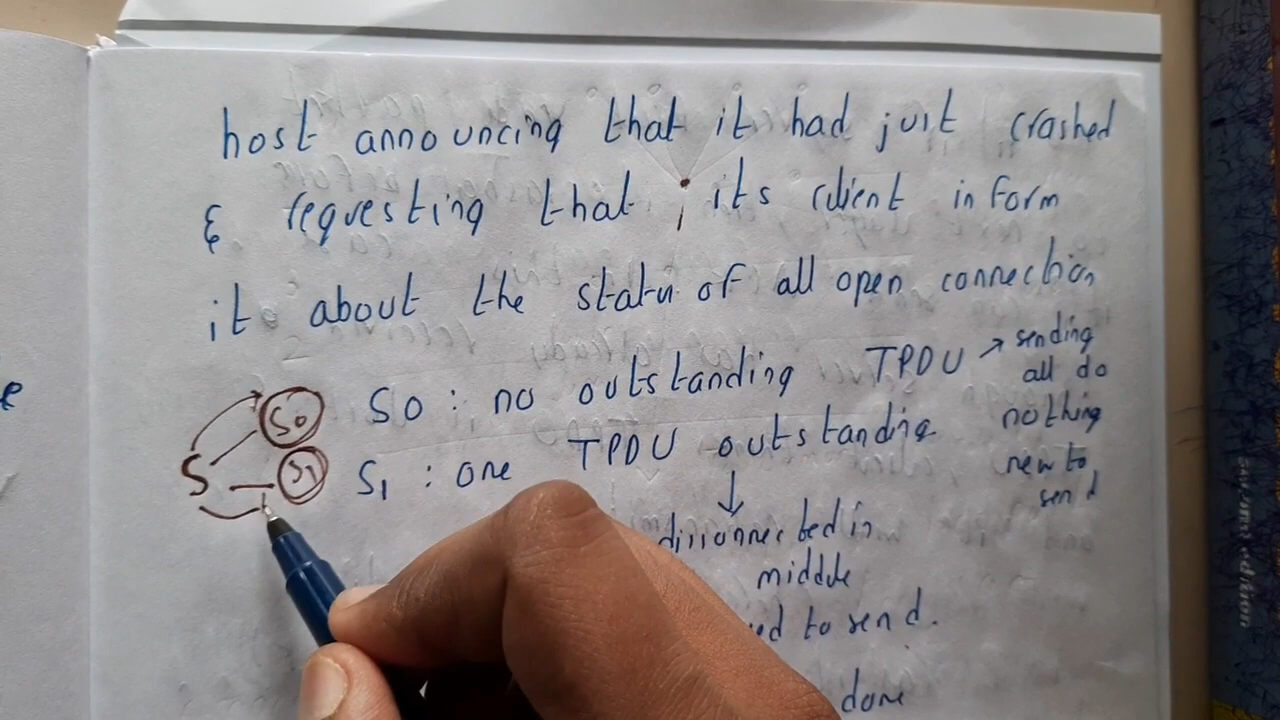 host announcing that it had just crashed
& requesting that its client inform
it about the status of all open connection
S0 : no outstanding TPDU → sending
all do
nothing
new to
send
S1 : one TPDU outstanding
↓
disconnected in
middle
to send.
done
S
S0
S1
e